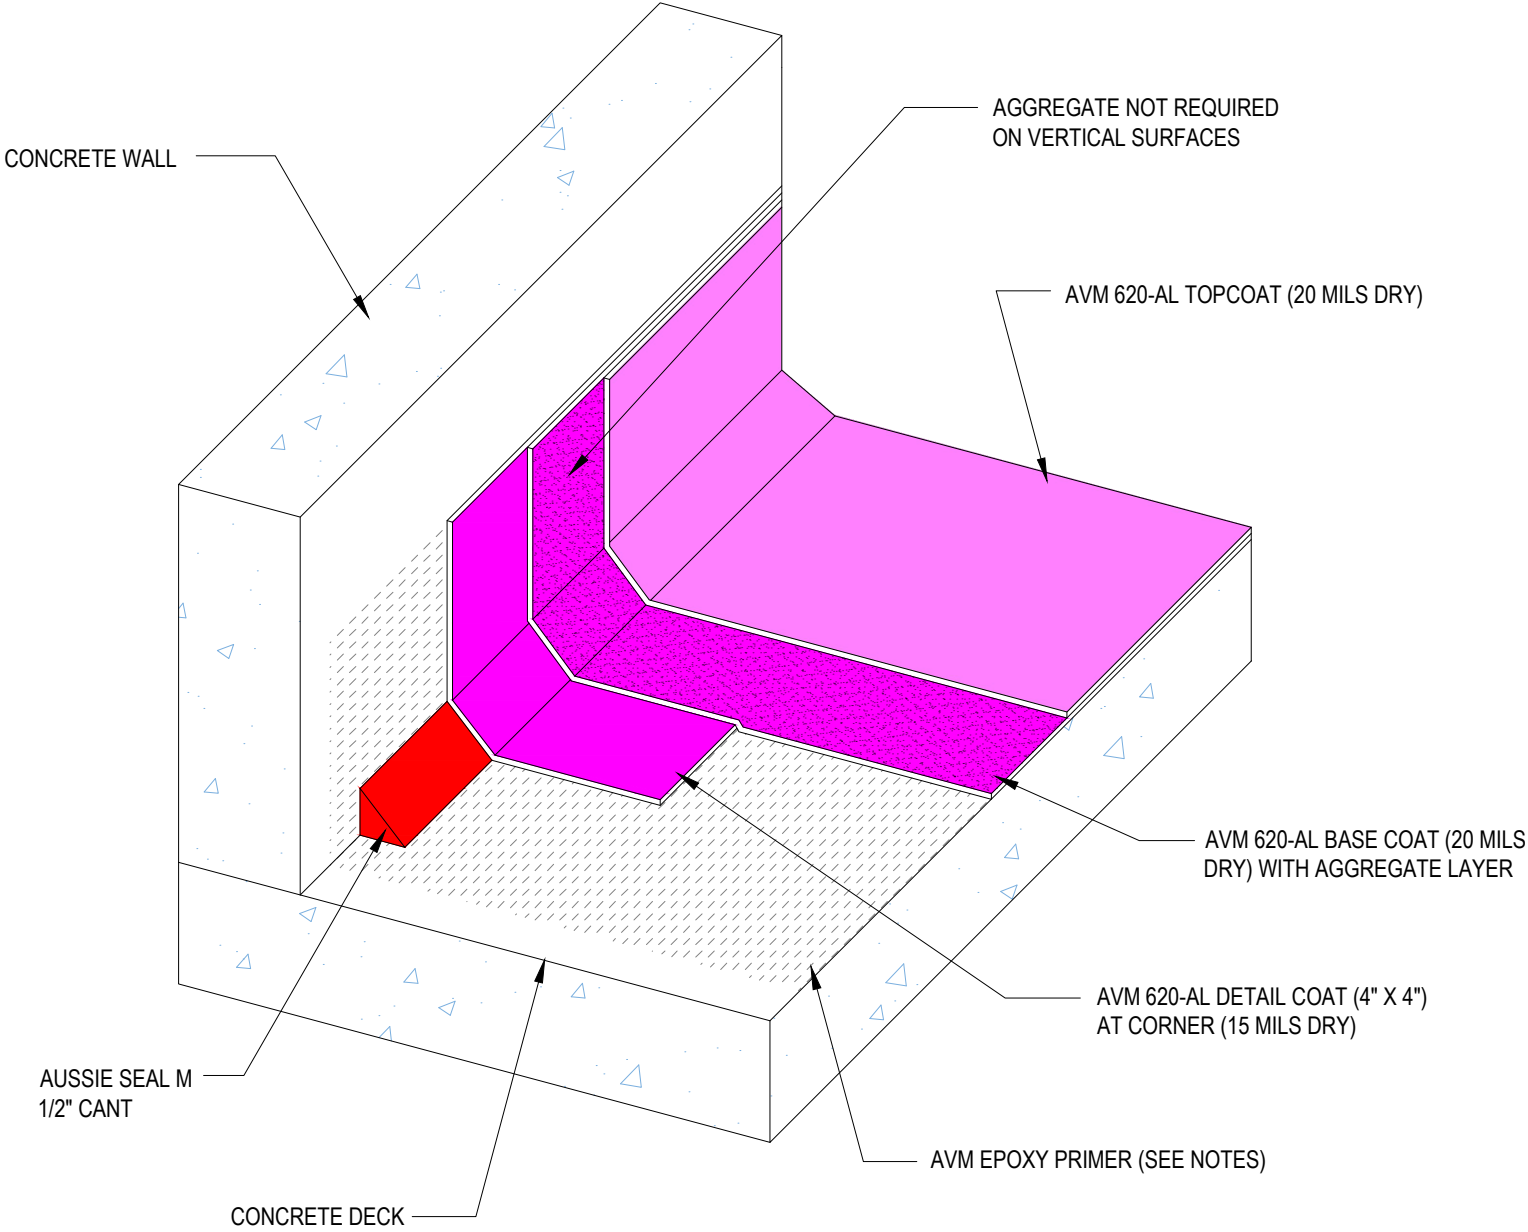 AGGREGATE NOT REQUIRED
ON VERTICAL SURFACES
CONCRETE WALL
AVM 620-AL TOPCOAT (20 MILS DRY)
AVM 620-AL BASE COAT (20 MILS
DRY) WITH AGGREGATE LAYER
AVM 620-AL DETAIL COAT (4" X 4")
AT CORNER (15 MILS DRY)
AUSSIE SEAL M
1/2" CANT
AVM EPOXY PRIMER (SEE NOTES)
CONCRETE DECK